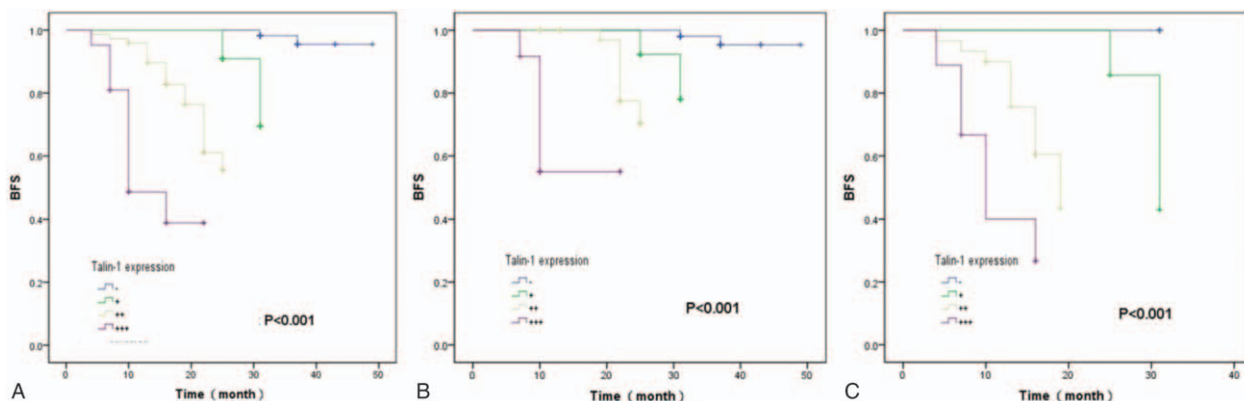 1.0
0.8
0.6
0.4
0.2
0.0
BFS
Talin-1 expression
-
+
++
+++
P<0.001
0 10 20 30 40 50
Time (month)
A
1.0
0.8
0.6
0.4
0.2
0.0
BFS
Talin-1 expression
-
+
++
+++
P<0.001
0 10 20 30 40 50
Time (month)
B
1.0
0.8
0.6
0.4
0.2
0.0
BFS
Talin-1 expression
-
+
++
+++
P<0.001
0 10 20 30 40
Time (month)
C